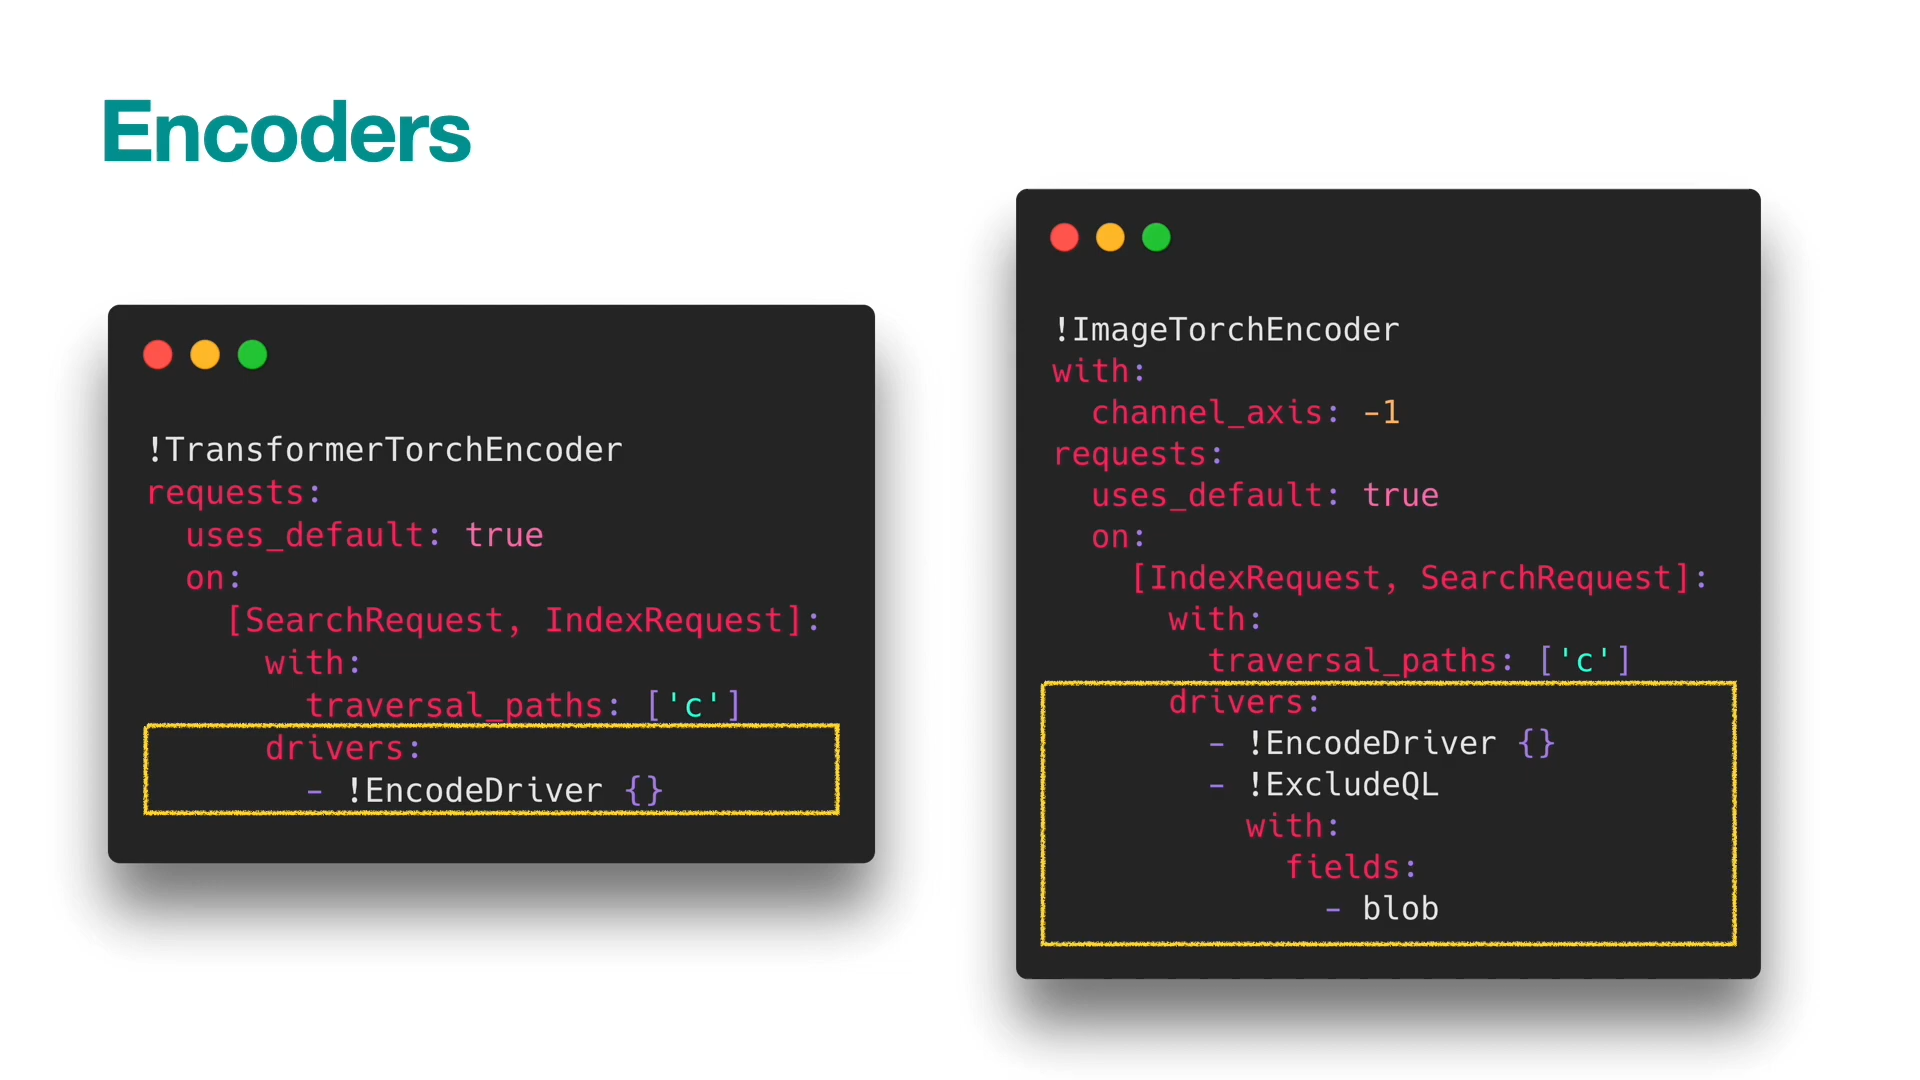 Encoders
!TransformerTorchEncoder
requests:
  uses_default: true
  on:
    [SearchRequest, IndexRequest]:
      with:
        traversal_paths: ['c']
      drivers:
        - !EncodeDriver {}
!ImageTorchEncoder
with:
  channel_axis: -1
requests:
  uses_default: true
  on:
    [IndexRequest, SearchRequest]:
      with:
        traversal_paths: ['c']
      drivers:
        - !EncodeDriver {}
        - !ExcludeQL
          with:
            fields:
              - blob